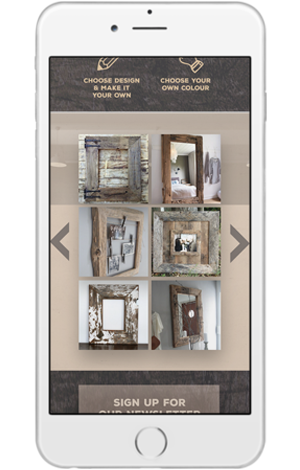 CHOOSE DESIGN
& MAKE IT
YOUR OWN
CHOOSE YOUR
OWN COLOUR
SIGN UP FOR
OUR NEWSLETTER